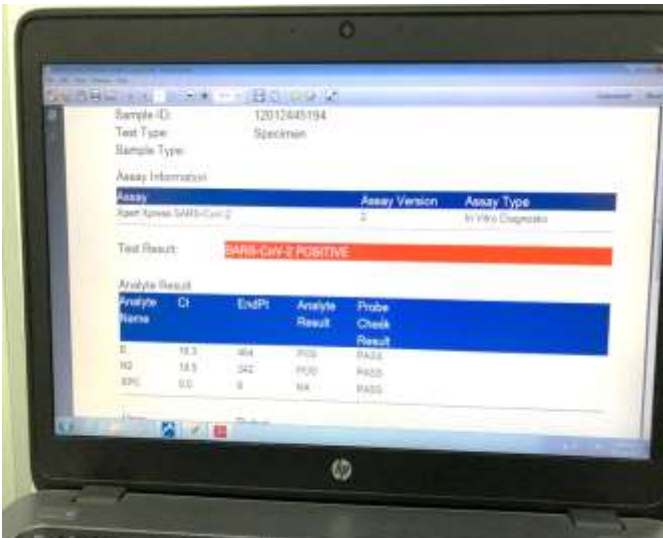 Sample ID: 12012445194
Test Type: Specimen
Sample Type:
Assay Information
Assay Assay Version Assay Type
Xpert Xpress SARS-CoV-2 2 In Vitro Diagnostic
Test Result: SARS-CoV-2 POSITIVE
Analyte Result
Analyte Name Ct EndPt Analyte Result Probe Check Result
E 18.3 464 POS PASS
N2 18.5 342 POS PASS
SPC 0.0 NA PASS
hp